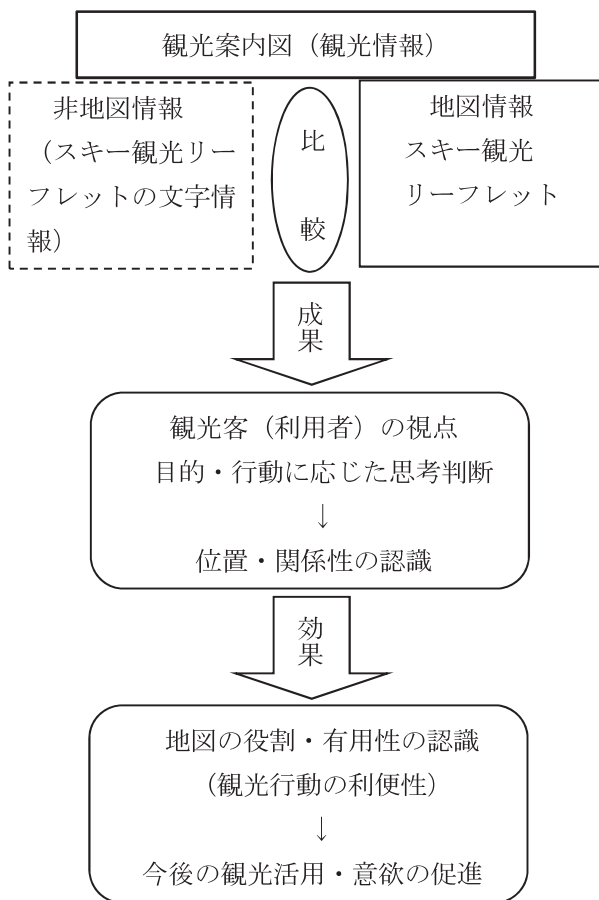 観光案内図（観光情報）
非地図情報
（スキー観光リー
フレットの文字情
報）
比
較
地図情報
スキー観光
リーフレット
成
果
観光客（利用者）の視点
目的・行動に応じた思考判断
↓
位置・関係性の認識
効
果
地図の役割・有用性の認識
（観光行動の利便性）
↓
今後の観光活用・意欲の促進